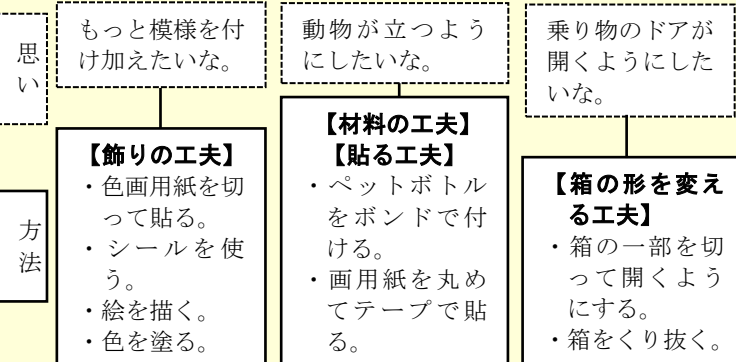 思い
もっと模様を付
け加えたいな。
動物が立つよう
にしたいな。
乗り物のドアが
開くようにした
いな。
方法
【飾りの工夫】
・色画用紙を切
って貼る。
・シールを使
う。
・絵を描く。
・色を塗る。
【材料の工夫】
【貼る工夫】
・ペットボトル
をボンドで付
ける。
・画用紙を丸め
てテープで貼
る。
【箱の形を変え
る工夫】
・箱の一部を切
って開くよう
にする。
・箱をくり抜く。